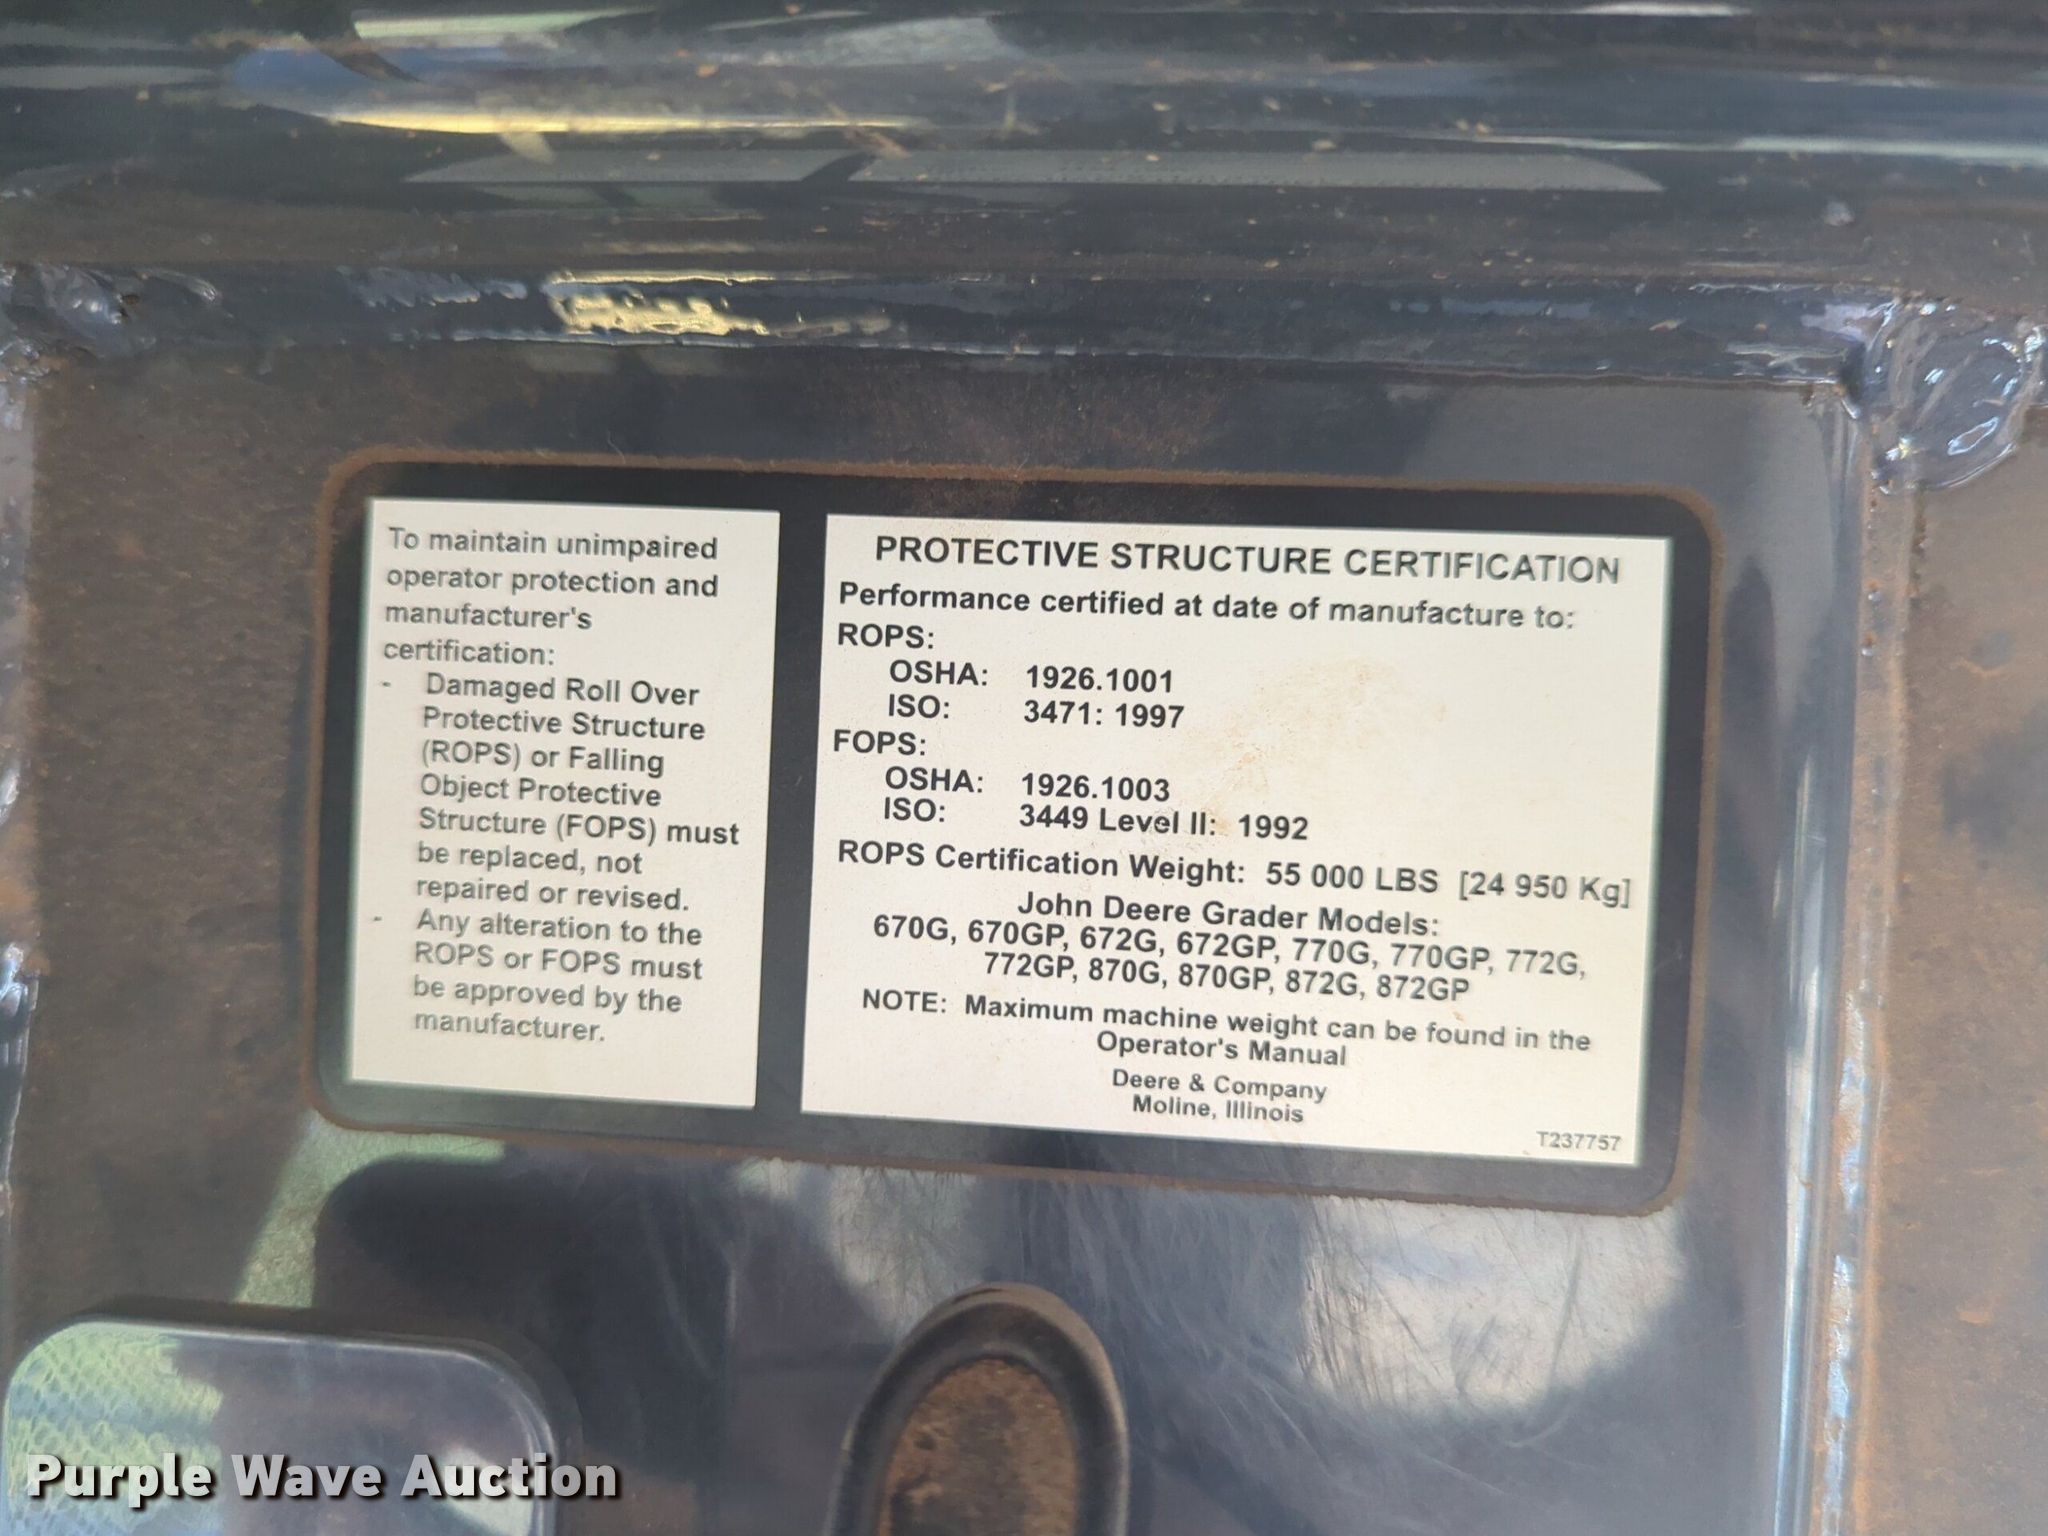 To maintain unimpaired
operator protection and
manufacturer's
certification:
- Damaged Roll Over
Protective Structure
(ROPS) or Falling
Object Protective
Structure (FOPS) must
be replaced, not
repaired or revised.
- Any alteration to the
ROPS or FOPS must
be approved by the
manufacturer.
PROTECTIVE STRUCTURE CERTIFICATION
Performance certified at date of manufacture to:
ROPS:
OSHA: 1926.1001
ISO: 3471: 1997
FOPS:
OSHA: 1926.1003
ISO: 3449 Level II: 1992
ROPS Certification Weight: 55 000 LBS [24 950 Kg]
John Deere Grader Models:
670G, 670GP, 672G, 672GP, 770G, 770GP, 772G,
772GP, 870G, 870GP, 872G, 872GP
NOTE: Maximum machine weight can be found in the
Operator's Manual
Deere & Company
Moline, Illinois
T237757
Purple Wave Auction